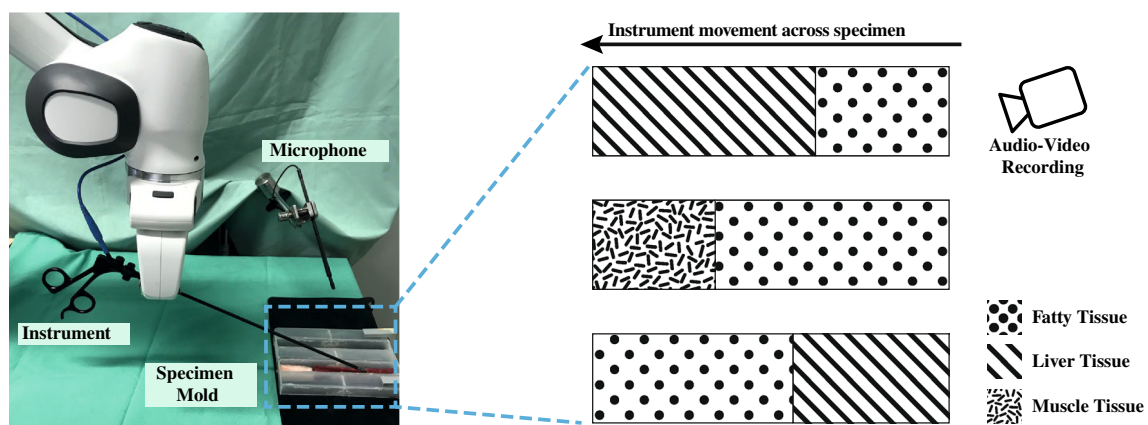 Instrument movement across specimen
Microphone
Audio-Video
Recording
Instrument
Specimen
Mold
Fatty Tissue
Liver Tissue
Muscle Tissue